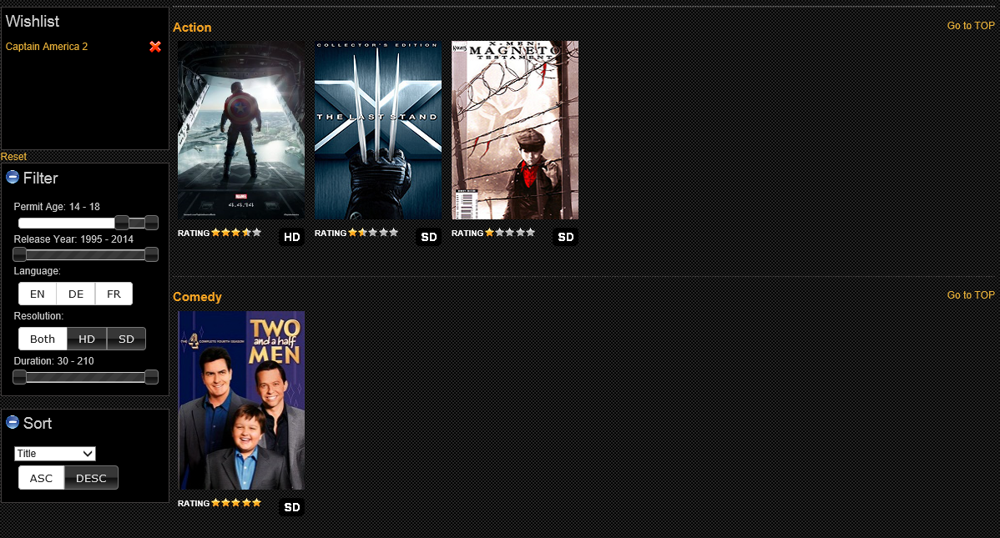 Wishlist
Captain America 2
Reset
Filter
Permit Age: 14 - 18
Release Year: 1995 - 2014
Language:
EN DE FR
Resolution:
Both HD SD
Duration: 30 - 210
Sort
Title
ASC DESC
Action
Go to TOP
MARVEL
4.4.14
RATING
HD
COLLECTOR'S EDITION
THE LAST STAND
RATING
SD
X-MEN:
MAGNETO
TESTAMENT
RATING
SD
Comedy
Go to TOP
TWO
and a half
MEN
THE 4 COMPLETE FOURTH SEASON
RATING
SD